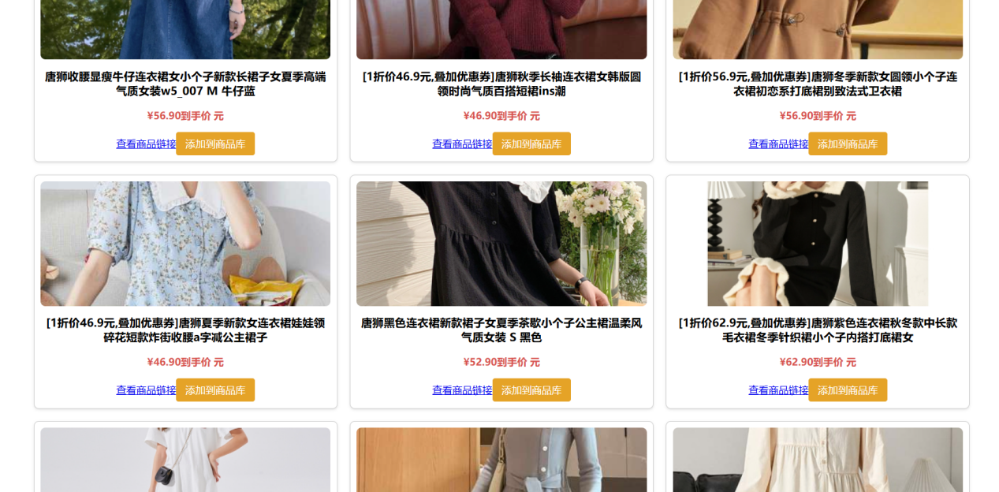 唐狮收腰显瘦牛仔连衣裙女小个子新款长裙子女夏季高端
气质女装w5_007 M 牛仔蓝
¥56.90到手价 元
查看商品链接 添加到商品库
[1折价46.9元,叠加优惠券]唐狮秋季长袖连衣裙女韩版圆
领时尚气质百搭短裙ins潮
¥46.90到手价 元
查看商品链接 添加到商品库
[1折价56.9元,叠加优惠券]唐狮冬季新款女圆领小个子连
衣裙初恋系打底裙别致法式卫衣裙
¥56.90到手价 元
查看商品链接 添加到商品库
[1折价46.9元,叠加优惠券]唐狮夏季新款女连衣裙娃娃领
碎花短款炸街收腰a字减公主裙子
¥46.90到手价 元
查看商品链接 添加到商品库
唐狮黑色连衣裙新款裙子女夏季茶歇小个子公主裙温柔风
气质女装 S 黑色
¥52.90到手价 元
查看商品链接 添加到商品库
[1折价62.9元,叠加优惠券]唐狮紫色连衣裙秋冬款中长款
毛衣裙冬季针织裙小个子内搭打底裙女
¥62.90到手价 元
查看商品链接 添加到商品库